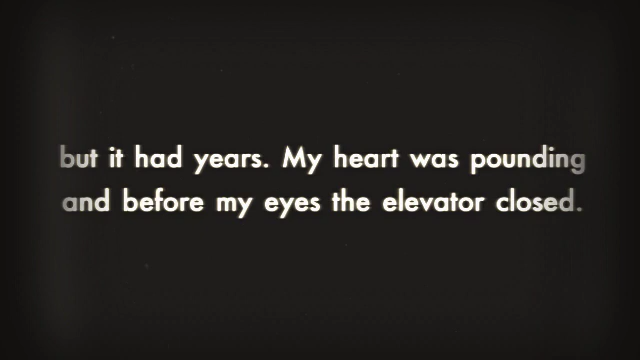 but it had years. My heart was pounding
and before my eyes the elevator closed.